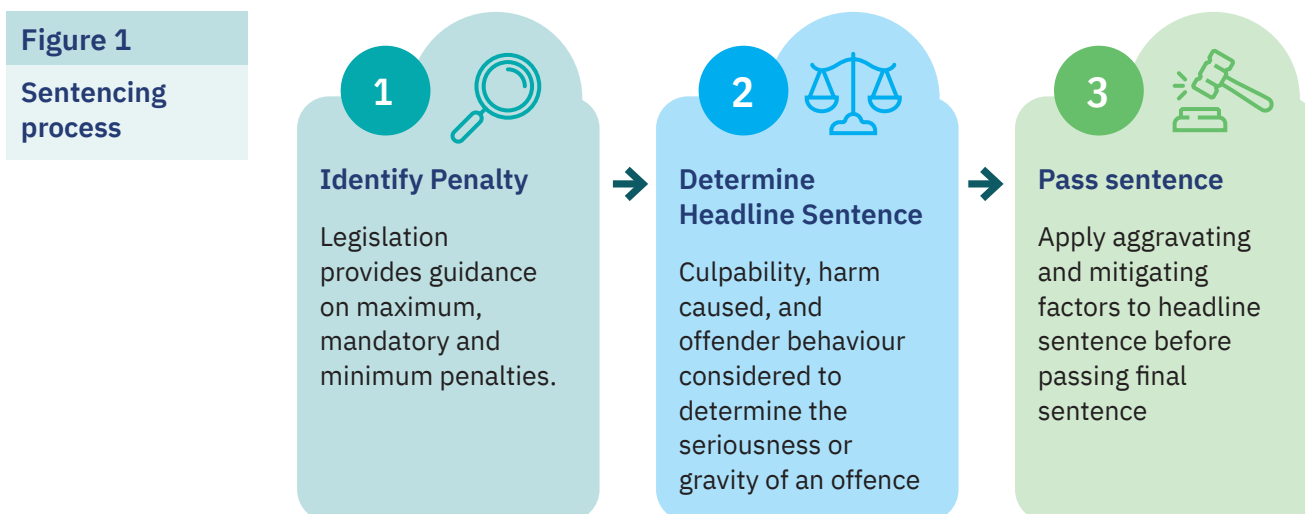 Figure 1
Sentencing
process
1
Identify Penalty
Legislation
provides guidance
on maximum,
mandatory and
minimum penalties.
2
Determine
Headline Sentence
Culpability, harm
caused, and
offender behaviour
considered to
determine the
seriousness or
gravity of an offence
3
Pass sentence
Apply aggravating
and mitigating
factors to headline
sentence before
passing final
sentence